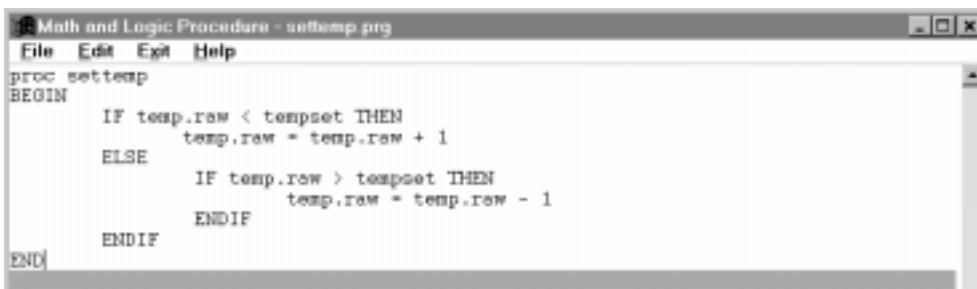 Math and Logic Procedure - settemp.prg
File Edit Exit Help
proc settemp
BEGIN
IF temp.raw < tempset THEN
temp.raw = temp.raw + 1
ELSE
IF temp.raw > tempset THEN
temp.raw = temp.raw - 1
ENDIF
ENDIF
END